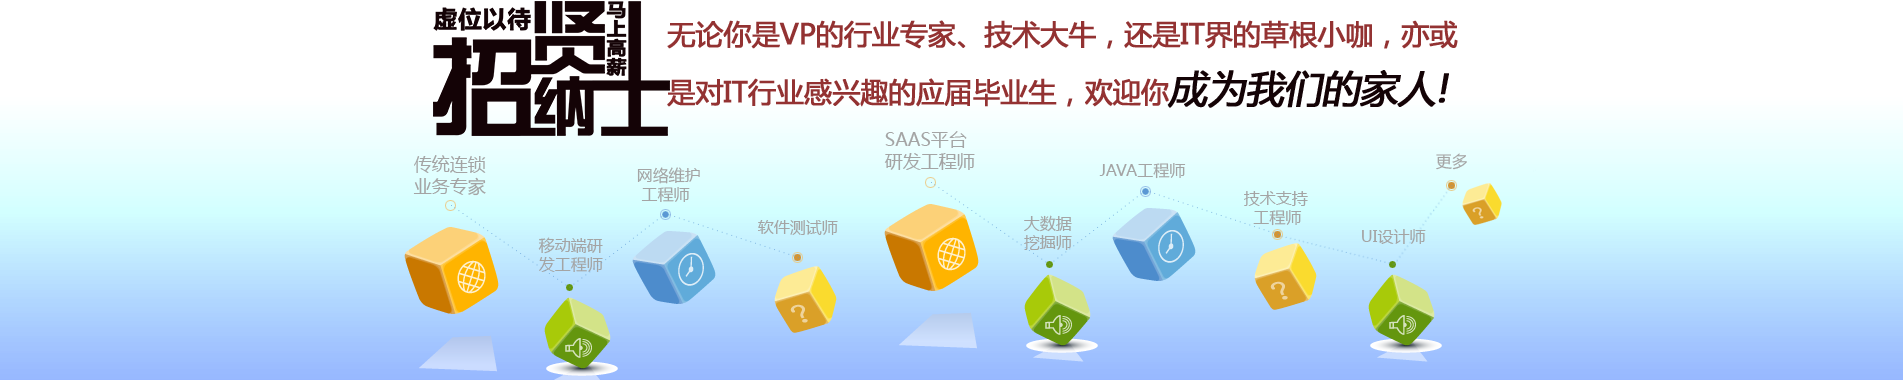 虚位以待
招贤纳士
马上高薪
无论你是VP的行业专家、技术大牛，还是IT界的草根小咖，亦或
是对IT行业感兴趣的应届毕业生，欢迎你成为我们的家人!
传统连锁
业务专家
移动端研
发工程师
网络维护
工程师
软件测试师
SAAS平台
研发工程师
大数据
挖掘师
JAVA工程师
技术支持
工程师
UI设计师
更多
?
?
?